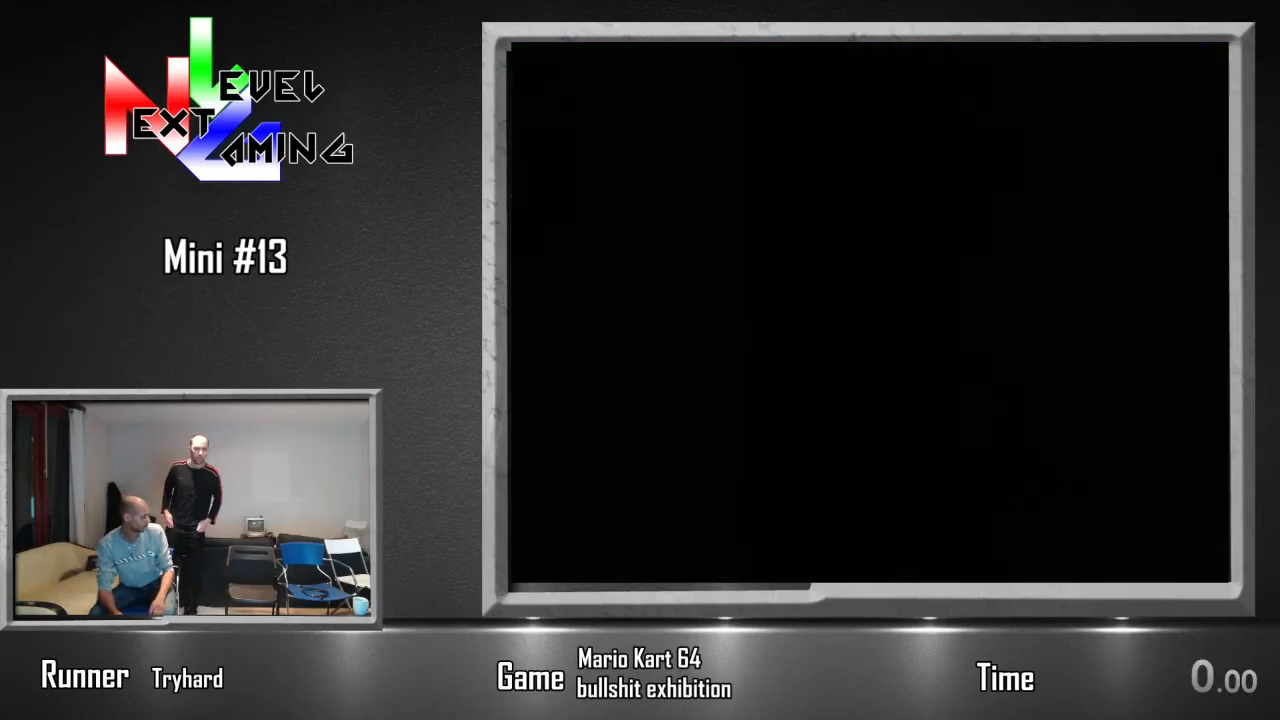 Next Level Gaming
Mini #13
Runner Tryhard
Game Mario Kart 64
bullshit exhibition
Time 0.00